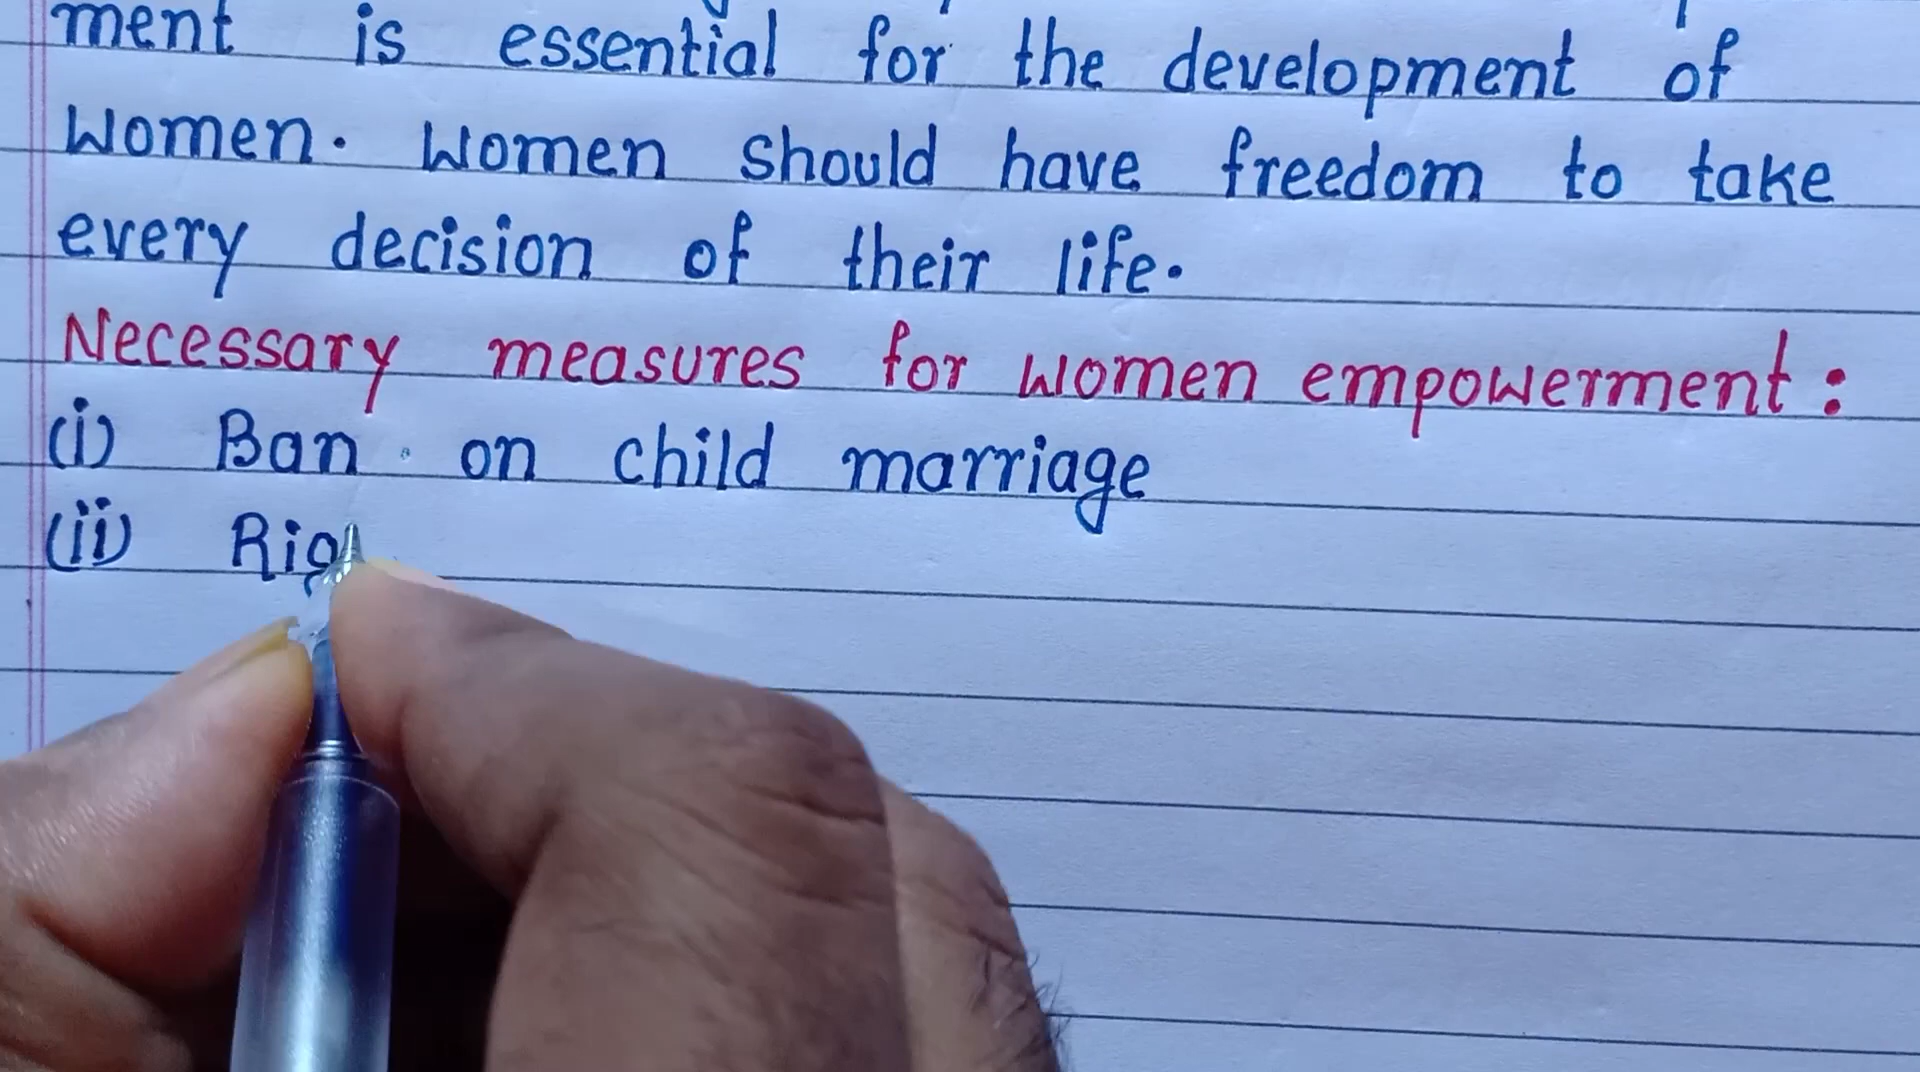 ment is essential for the development of
women. Women should have freedom to take
every decision of their life.
Necessary measures for women empowerment:
(i) Ban on child marriage
(ii) Rig